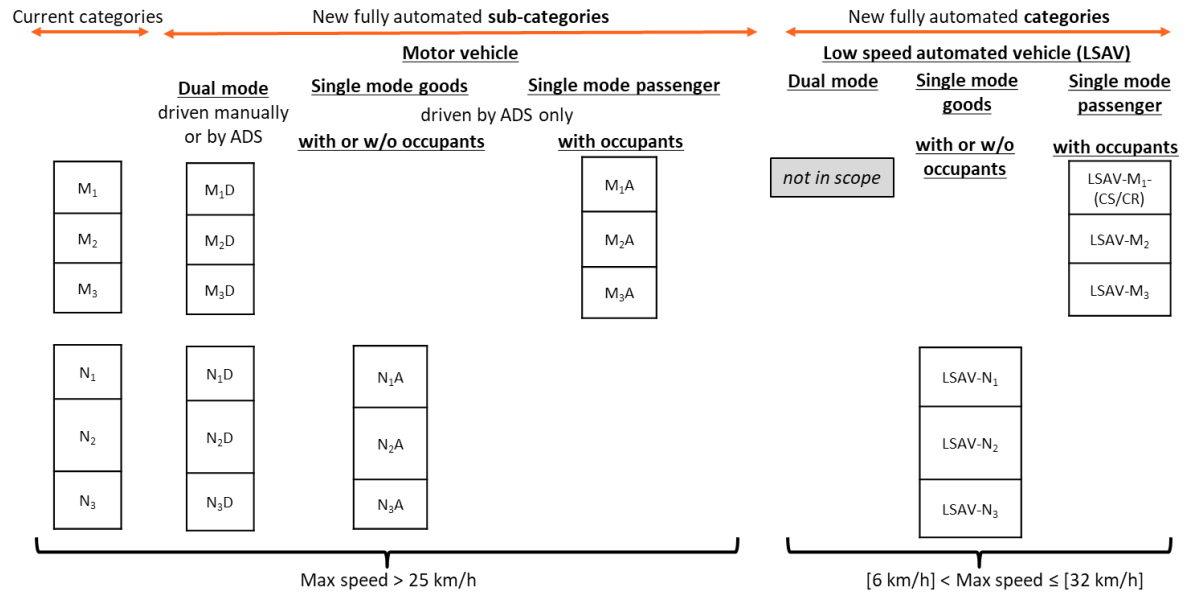 Current categories
New fully automated sub-categories
New fully automated categories
Motor vehicle
Low speed automated vehicle (LSAV)
Dual mode
driven manually
or by ADS
Single mode goods
Single mode passenger
driven by ADS only
with or w/o occupants
with occupants
Dual mode
Single mode
goods
with or w/o
occupants
Single mode
passenger
with occupants
M₁
M₂
M₃
M₁D
M₂D
M₃D
M₁A
M₂A
M₃A
not in scope
LSAV-M₁-
(CS/CR)
LSAV-M₂
LSAV-M₃
N₁
N₂
N₃
N₁D
N₂D
N₃D
N₁A
N₂A
N₃A
LSAV-N₁
LSAV-N₂
LSAV-N₃
Max speed > 25 km/h
[6 km/h] < Max speed ≤ [32 km/h]